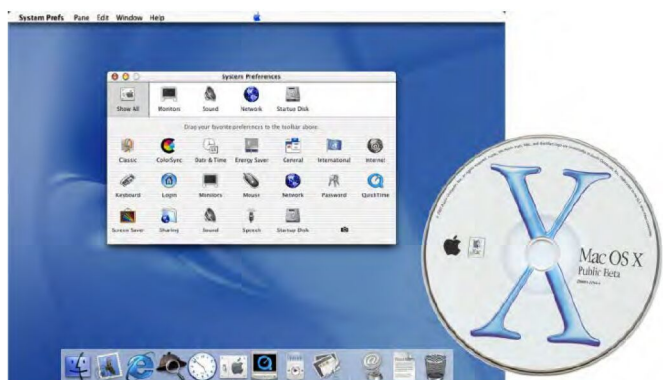 System Prefs Pane Edit Window Help
System Preferences
Show All Monitors Sound Network Startup Disk
Drag your favorite preferences to the toolbar above.
Classic ColorSync Date & Time Energy Saver General International Internet
Keyboard Login Monitors Mouse Network Password QuickTime
Screen Saver Sharing Sound Speech Startup Disk
X
Mac OS X
Public Beta